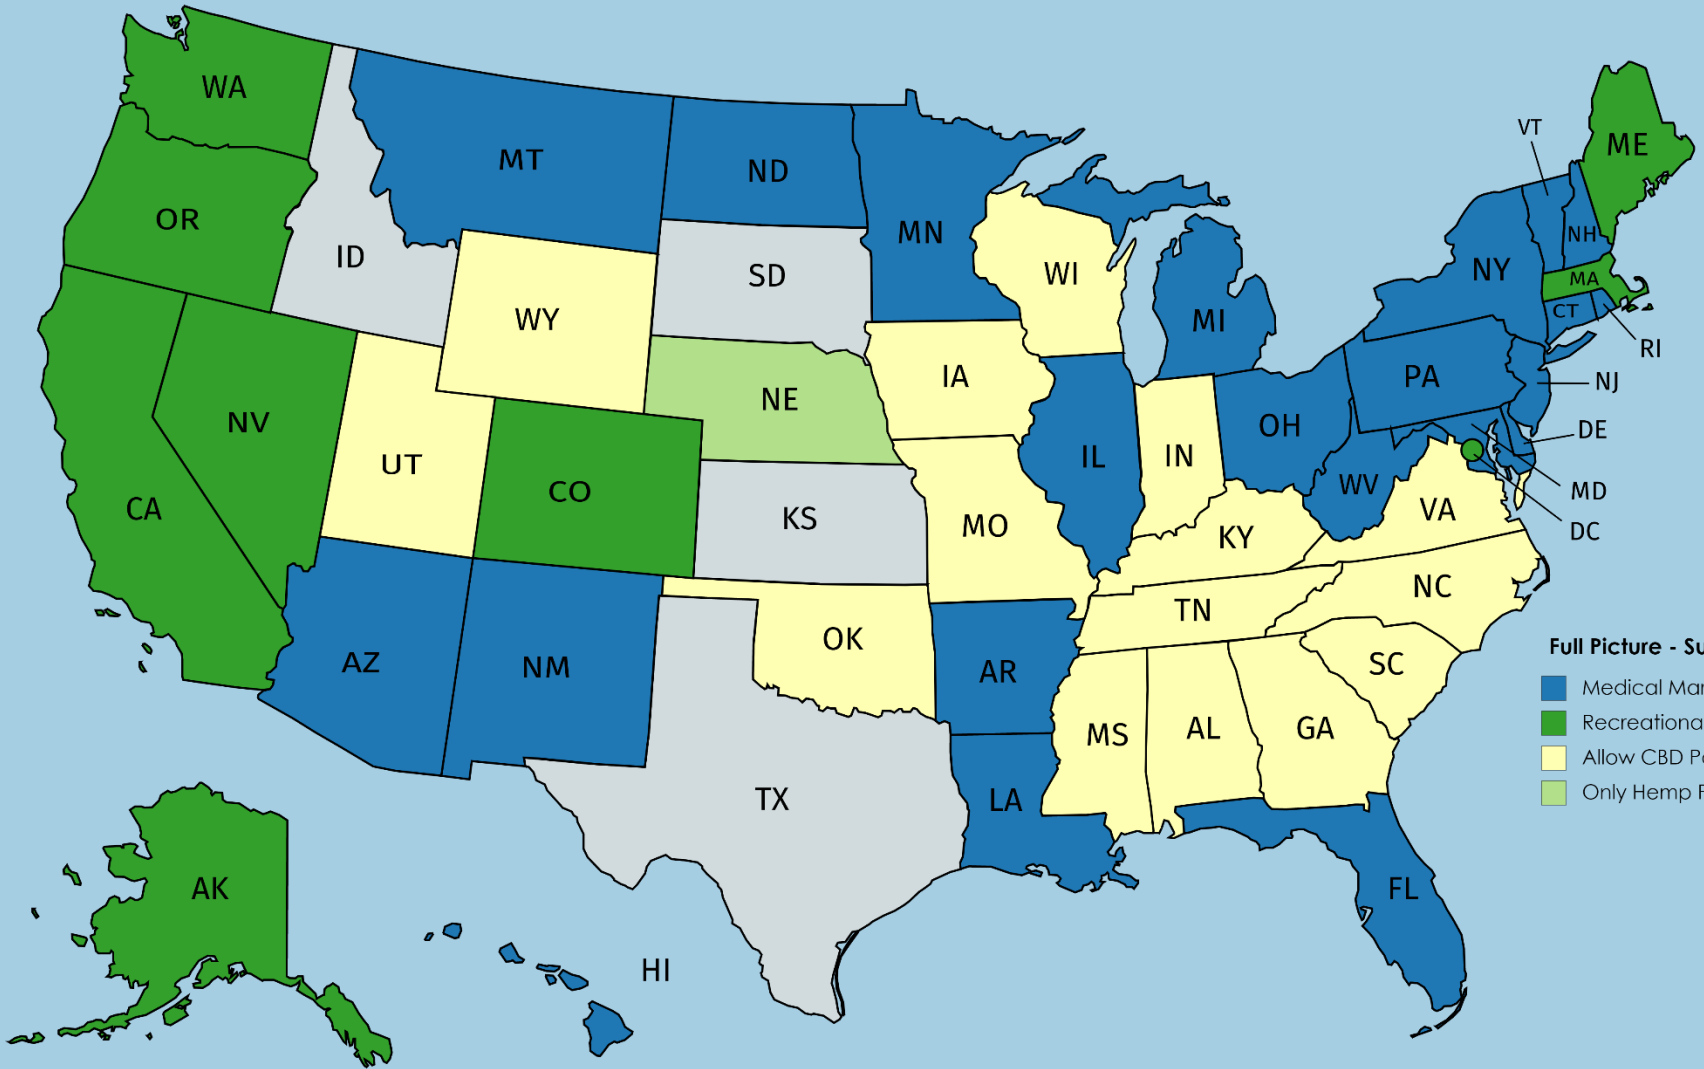 WA
MT
ND
MN
VT
ME
OR
ID
SD
WI
NY
NH
MA
CT
RI
WY
MI
NE
IA
PA
NJ
NV
UT
CO
IL
IN
OH
DE
CA
KS
MO
WV
VA
MD
DC
KY
NC
TN
AZ
NM
OK
AR
SC
MS
AL
GA
TX
LA
AK
HI
FL
Full Picture - Su
Medical Mar
Recreationa
Allow CBD Po
Only Hemp P